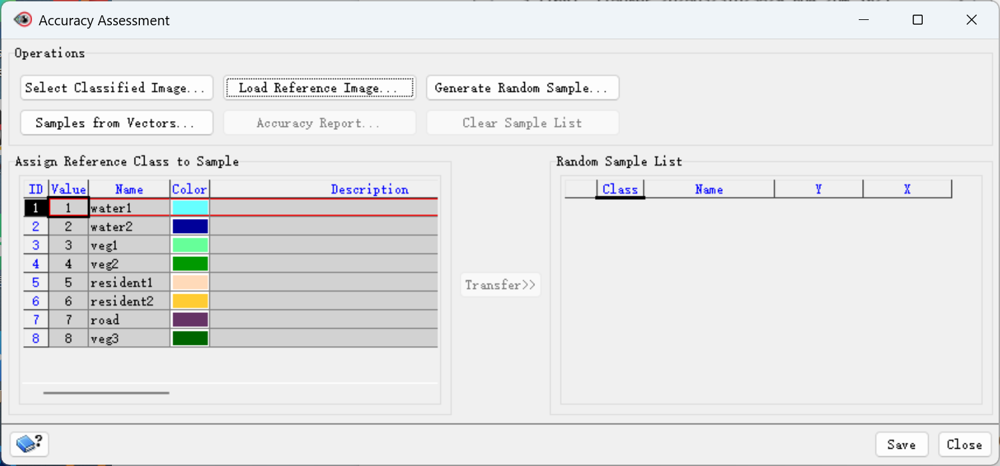 Accuracy Assessment
Operations
Select Classified Image... Load Reference Image... Generate Random Sample...
Samples from Vectors... Accuracy Report... Clear Sample List
Assign Reference Class to Sample Random Sample List
ID Value Name Color Description Class Name Y X
1 1 water1
2 2 water2
3 3 veg1
4 4 veg2
5 5 resident1
Transfer>>
6 6 resident2
7 7 road
8 8 veg3
? Save Close